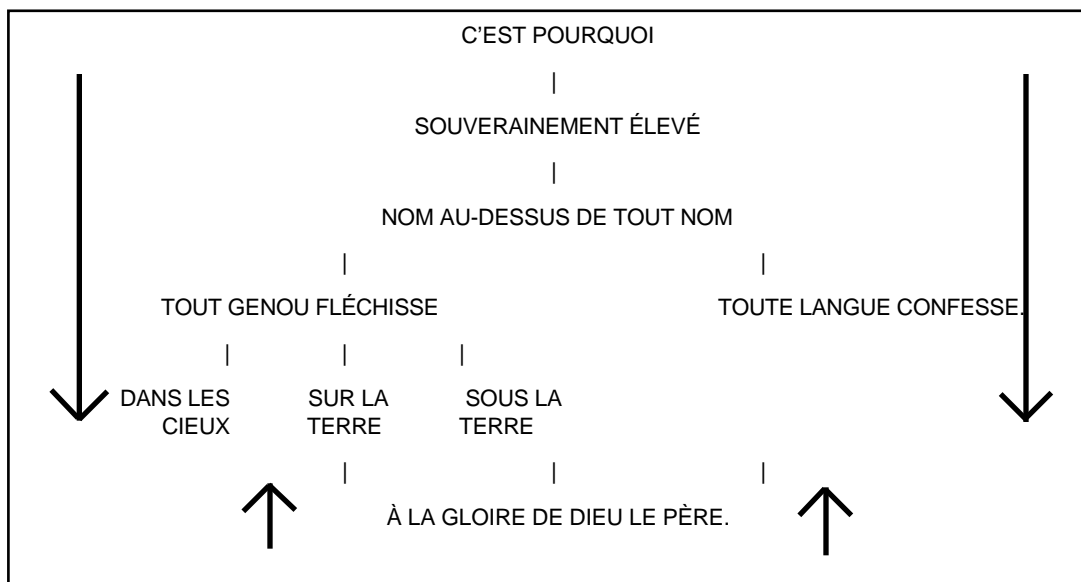 C'EST POURQUOI
|
SOUVERAINEMENT ÉLEVÉ
|
NOM AU-DESSUS DE TOUT NOM
| |
TOUT GENOU FLÉCHISSE TOUTE LANGUE CONFESSE.
| | |
DANS LES SUR LA SOUS LA
CIEUX TERRE TERRE
| | |
À LA GLOIRE DE DIEU LE PÈRE.